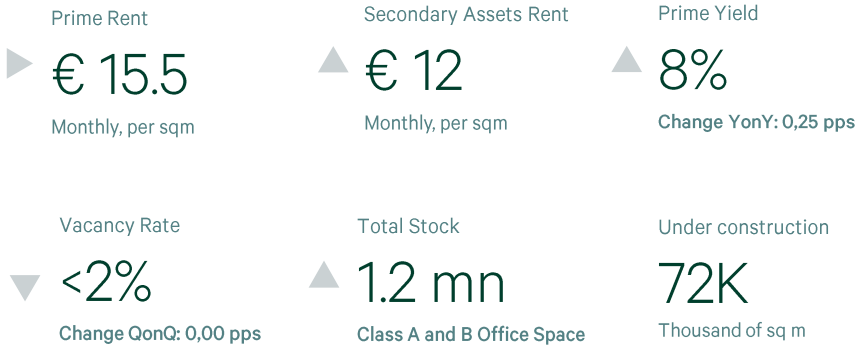 Prime Rent
€ 15.5
Monthly, per sqm
Secondary Assets Rent
€ 12
Monthly, per sqm
Prime Yield
8%
Change YonY: 0,25 pps
Vacancy Rate
<2%
Change QonQ: 0,00 pps
Total Stock
1.2 mn
Class A and B Office Space
Under construction
72K
Thousand of sq m